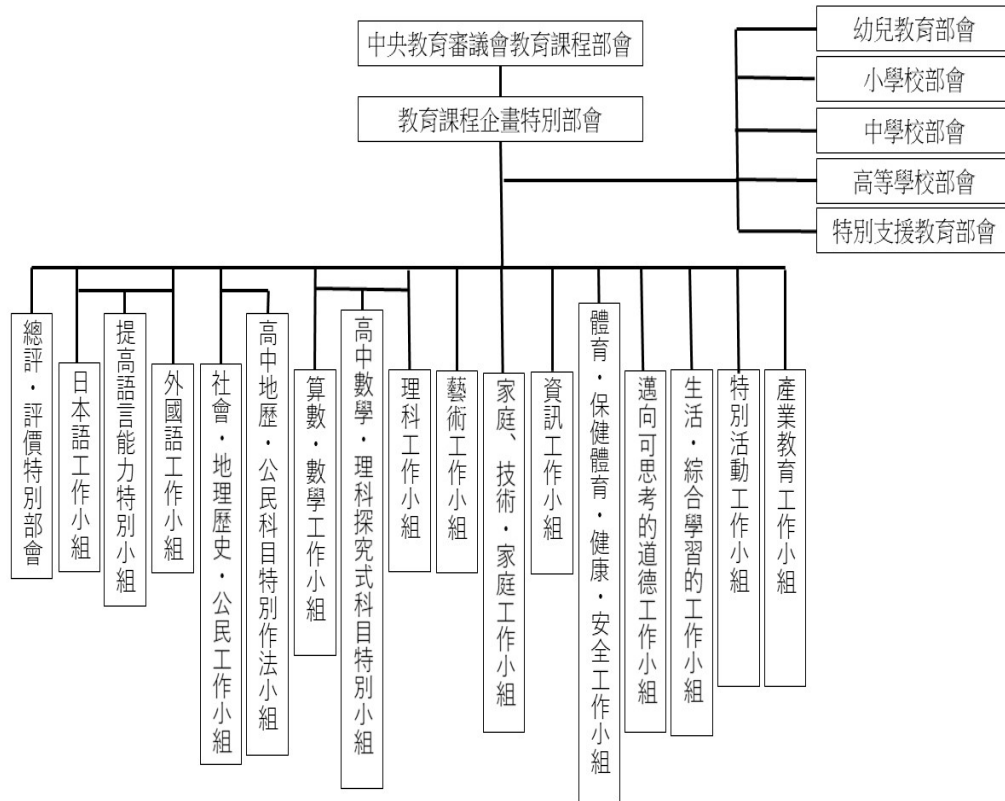 中央教育審議會教育課程部會
教育課程企畫特別部會
幼兒教育部會
小學校部會
中學校部會
高等學校部會
特別支援教育部會
總評・評價特別部會
日本語工作小組
提高語言能力特別小組
外國語工作小組
社會・地理歷史・公民工作小組
高中地歷・公民科目特別作法小組
算數・數學工作小組
高中數學・理科探究式科目特別小組
理科工作小組
藝術工作小組
家庭、技術・家庭工作小組
資訊工作小組
體育・保健體育・健康・安全工作小組
邁向可思考的道德工作小組
生活・綜合學習的工作小組
特別活動工作小組
產業教育工作小組